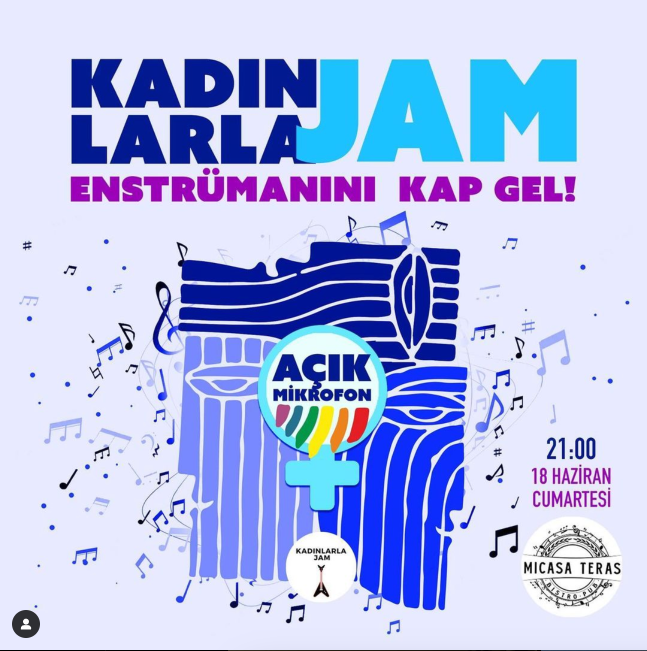 KADIN
LARLA JAM
ENSTRÜMANINI KAP GEL!
AÇIK
MİKROFON
21:00
18 HAZİRAN
CUMARTESİ
KADINLARLA
JAM
MICASA TERAS
BISTRO PUB